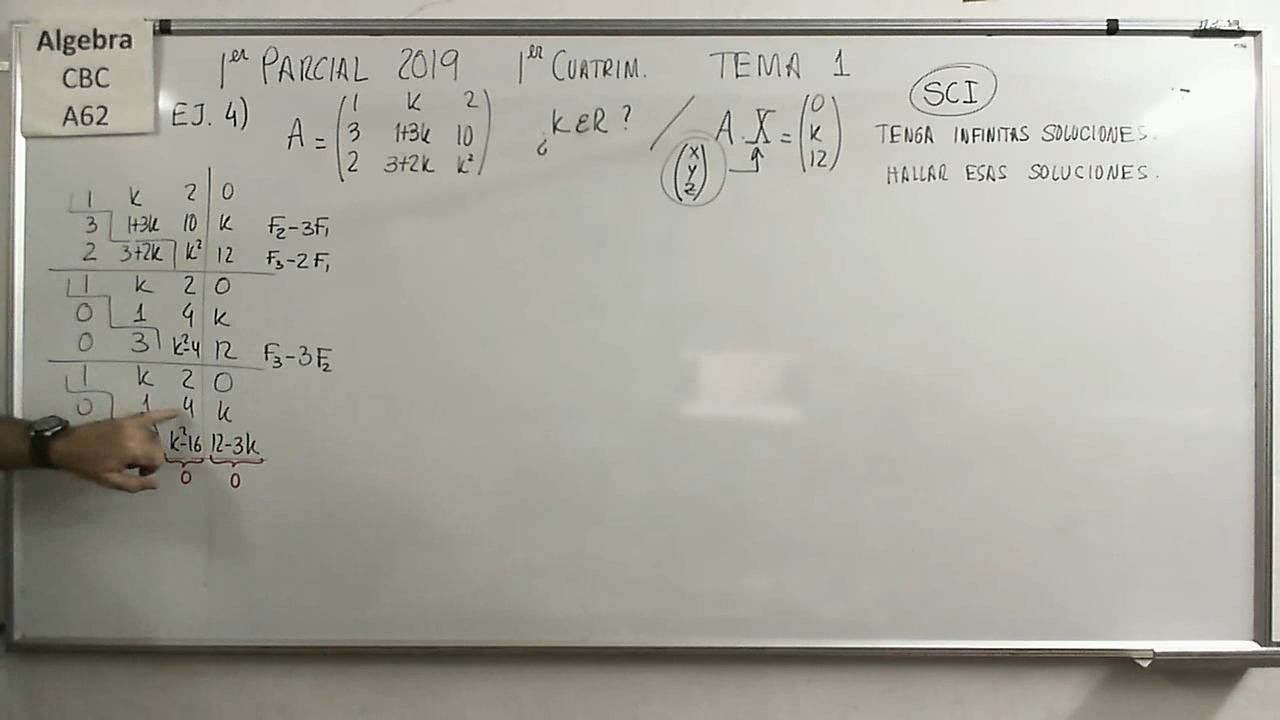 Algebra
CBC
A62
1er PARCIAL 2019 1er CUATRIM. TEMA 1
EJ. 4)
A = (1 k 2
3 1+3k 10
2 3+2k k²)
¿KER? / A.X = (0
k
12)
(x
y
z)
SCI
TENGA INFINITAS SOLUCIONES.
HALLAR ESAS SOLUCIONES.
1 k 2 | 0
3 1+3k 10 | k F2-3F1
2 3+2k k² | 12 F3-2F1
1 k 2 | 0
0 1 4 | k
0 3 k²-4 | 12 F3-3F2
1 k 2 | 0
0 1 4 | k
k²-16 | 12-3k
0 0